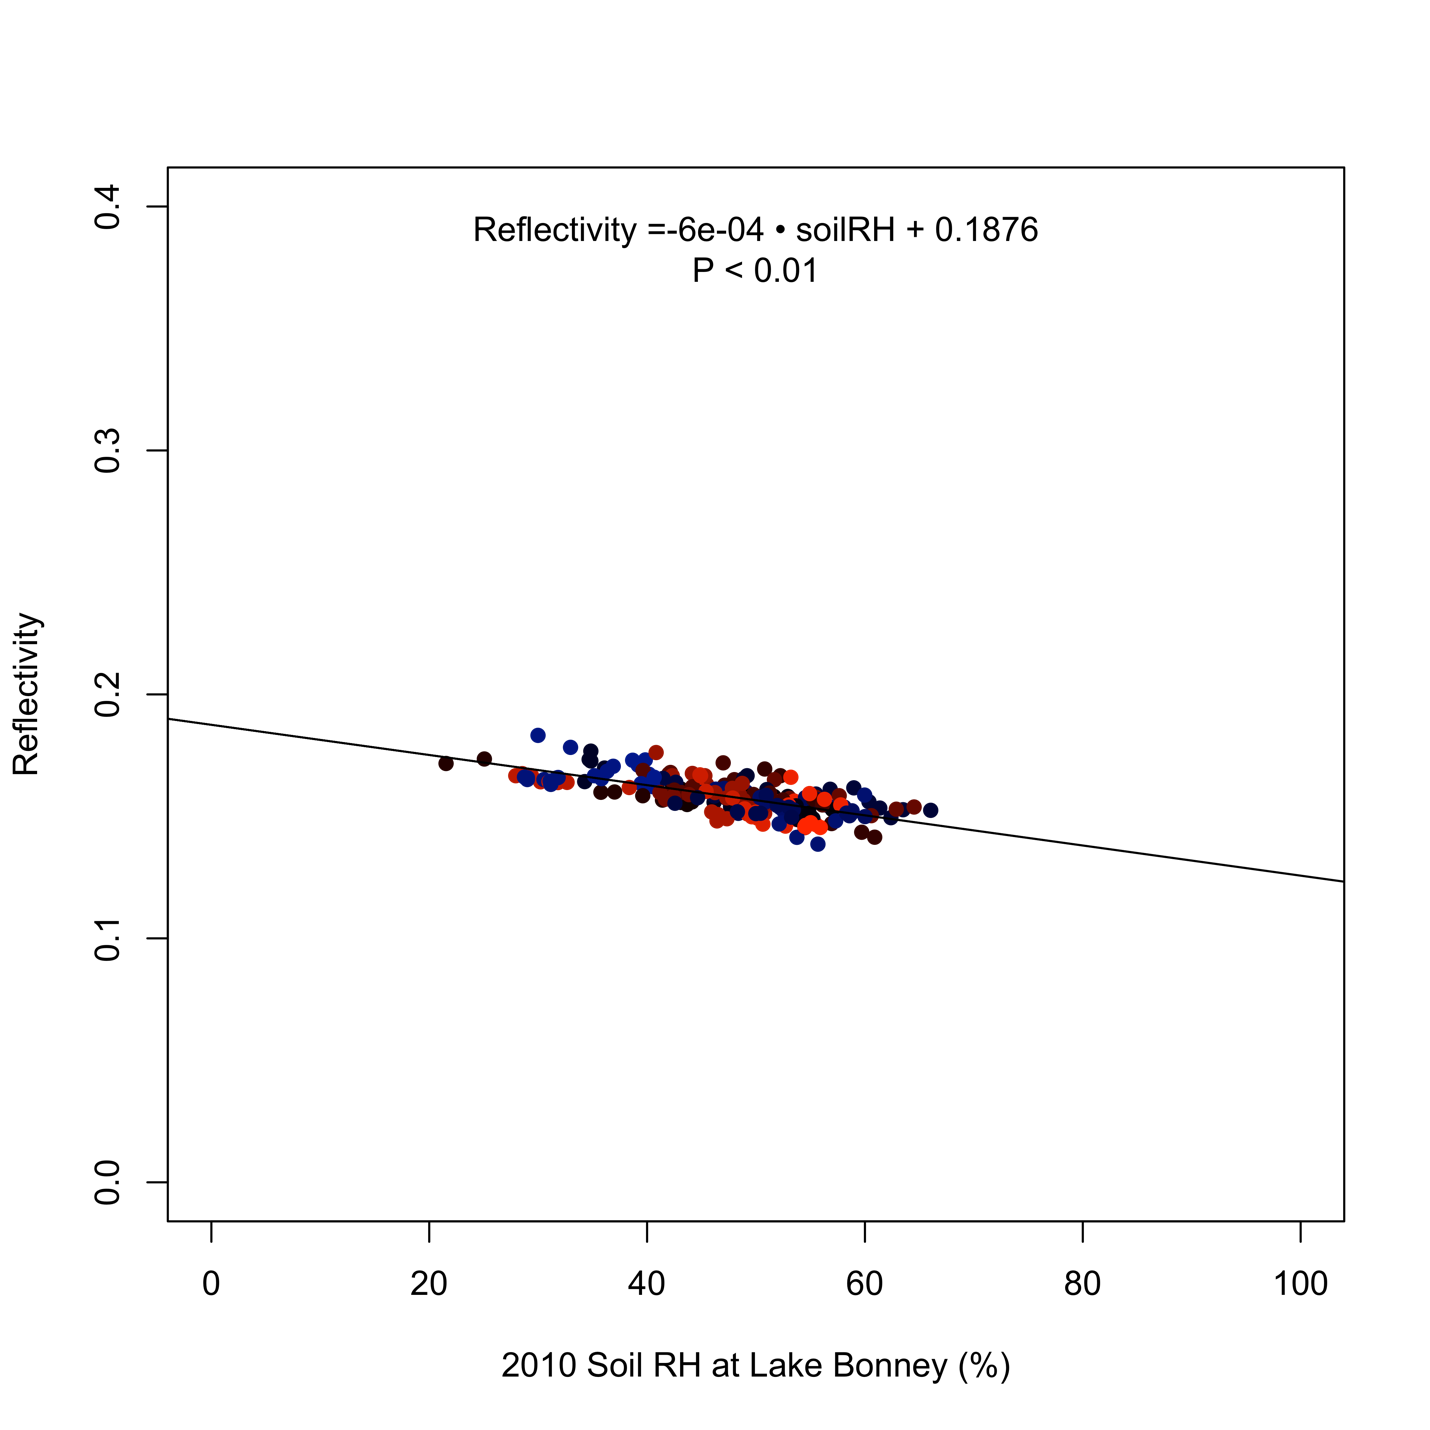 Reflectivity =-6e-04 • soilRH + 0.1876
P < 0.01
Reflectivity
0.4
0.3
0.2
0.1
0.0
0 20 40 60 80 100
2010 Soil RH at Lake Bonney (%)